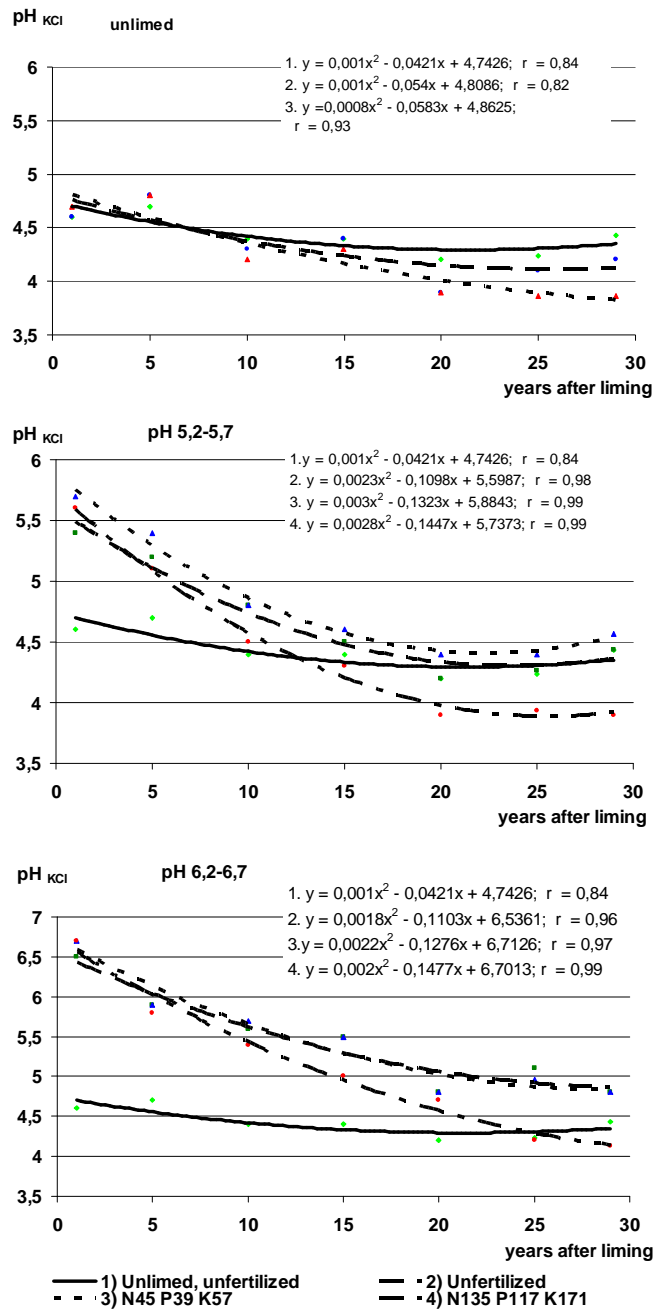 pH KCl
unlimed
1. y = 0,001x² - 0,0421x + 4,7426; r = 0,84
2. y = 0,001x² - 0,054x + 4,8086; r = 0,82
3. y =0,0008x² - 0,0583x + 4,8625;
r = 0,93
6
5,5
5
4,5
4
3,5
0 5 10 15 20 25 30
years after liming
pH KCl
pH 5,2-5,7
1.y = 0,001x² - 0,0421x + 4,7426; r = 0,84
2. y = 0,0023x² - 0,1098x + 5,5987; r = 0,98
3. y = 0,003x² - 0,1323x + 5,8843; r = 0,99
4. y = 0,0028x² - 0,1447x + 5,7373; r = 0,99
6
5,5
5
4,5
4
3,5
0 5 10 15 20 25 30
years after liming
pH KCl
pH 6,2-6,7
1. y = 0,001x² - 0,0421x + 4,7426; r = 0,84
2. y = 0,0018x² - 0,1103x + 6,5361; r = 0,96
3.y = 0,0022x² - 0,1276x + 6,7126; r = 0,97
4. y = 0,002x² - 0,1477x + 6,7013; r = 0,99
7
6,5
6
5,5
5
4,5
4
3,5
0 5 10 15 20 25 30
years after liming
1) Unlimed, unfertilized
2) Unfertilized
3) N45 P39 K57
4) N135 P117 K171